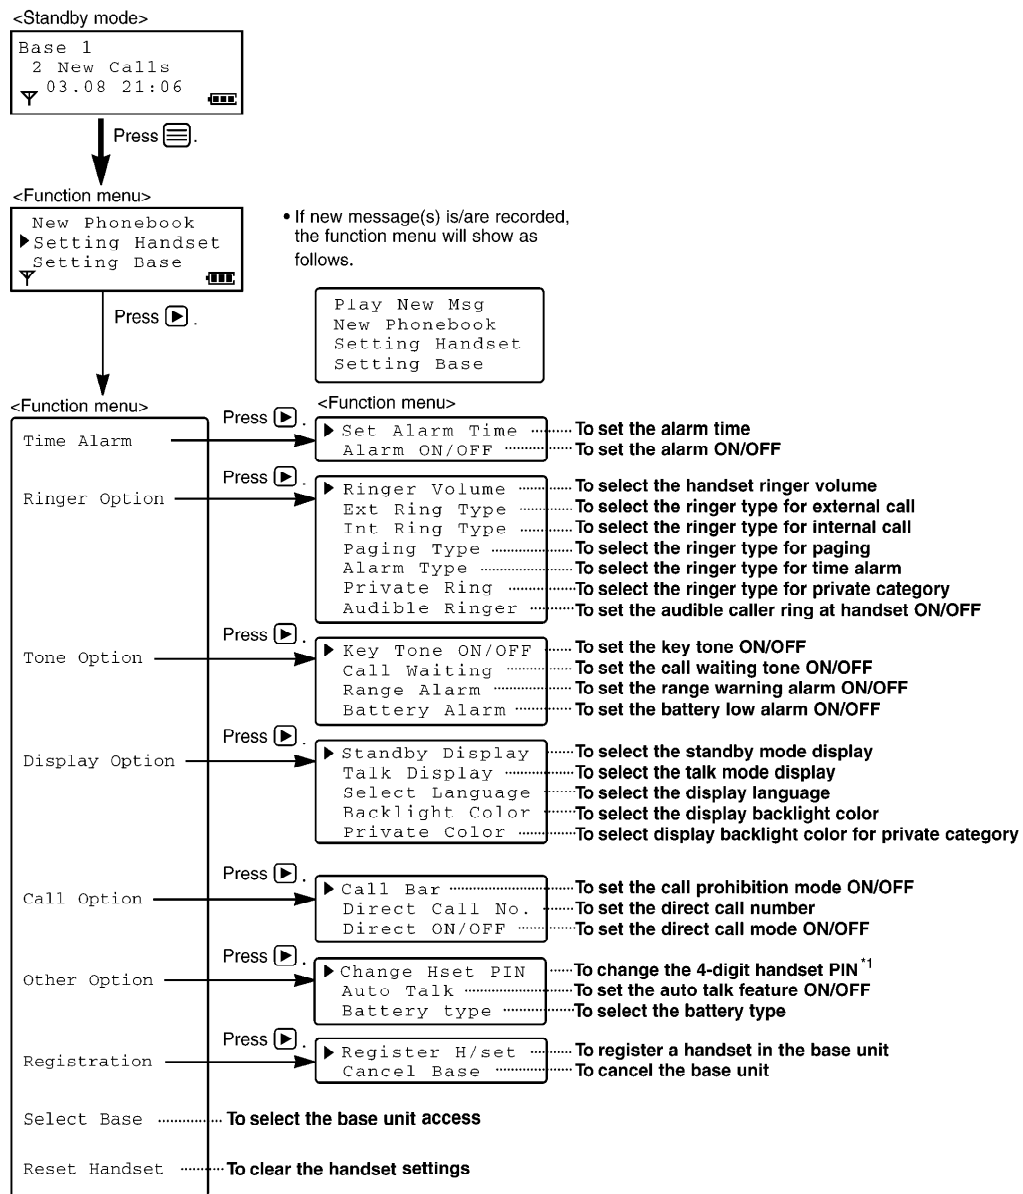 <Standby mode>
Base 1
2 New Calls
03.08 21:06
Press .
<Function menu>
New Phonebook
Setting Handset
Setting Base
• If new message(s) is/are recorded,
the function menu will show as
follows.
Press .
Play New Msg
New Phonebook
Setting Handset
Setting Base
<Function menu>
<Function menu>
Time Alarm
Press .
Set Alarm Time To set the alarm time
Alarm ON/OFF To set the alarm ON/OFF
Ringer Option
Press .
Ringer Volume To select the handset ringer volume
Ext Ring Type To select the ringer type for external call
Int Ring Type To select the ringer type for internal call
Paging Type To select the ringer type for paging
Alarm Type To select the ringer type for time alarm
Private Ring To select the ringer type for private category
Audible Ringer To set the audible caller ring at handset ON/OFF
Tone Option
Press .
Key Tone ON/OFF To set the key tone ON/OFF
Call Waiting To set the call waiting tone ON/OFF
Range Alarm To set the range warning alarm ON/OFF
Battery Alarm To set the battery low alarm ON/OFF
Display Option
Press .
Standby Display To select the standby mode display
Talk Display To select the talk mode display
Select Language To select the display language
Backlight Color To select the display backlight color
Private Color To select display backlight color for private category
Call Option
Press .
Call Bar To set the call prohibition mode ON/OFF
Direct Call No. To set the direct call number
Direct ON/OFF To set the direct call mode ON/OFF
Other Option
Press .
Change Hset PIN To change the 4-digit handset PIN *1
Auto Talk To set the auto talk feature ON/OFF
Battery type To select the battery type
Registration
Press .
Register H/set To register a handset in the base unit
Cancel Base To cancel the base unit
Select Base To select the base unit access
Reset Handset To clear the handset settings